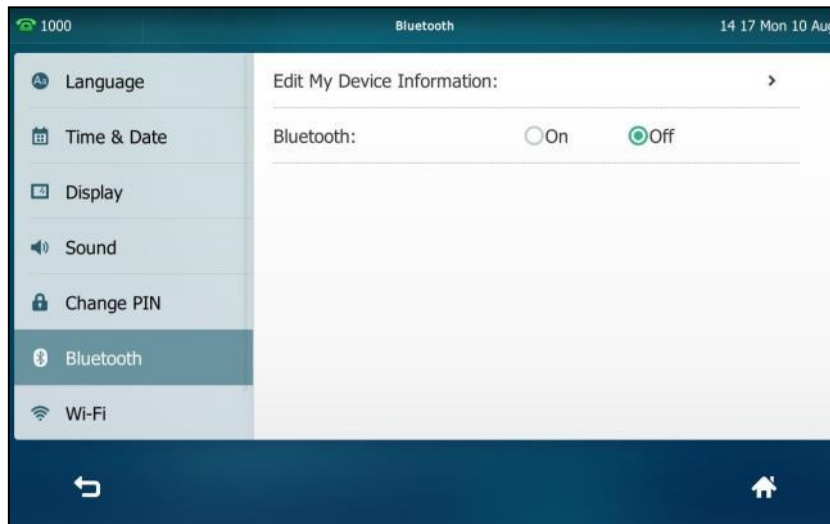 1000 Bluetooth 14 17 Mon 10 Aug
Language
Edit My Device Information:
Time & Date
Bluetooth: On Off
Display
Sound
Change PIN
Bluetooth
Wi-Fi